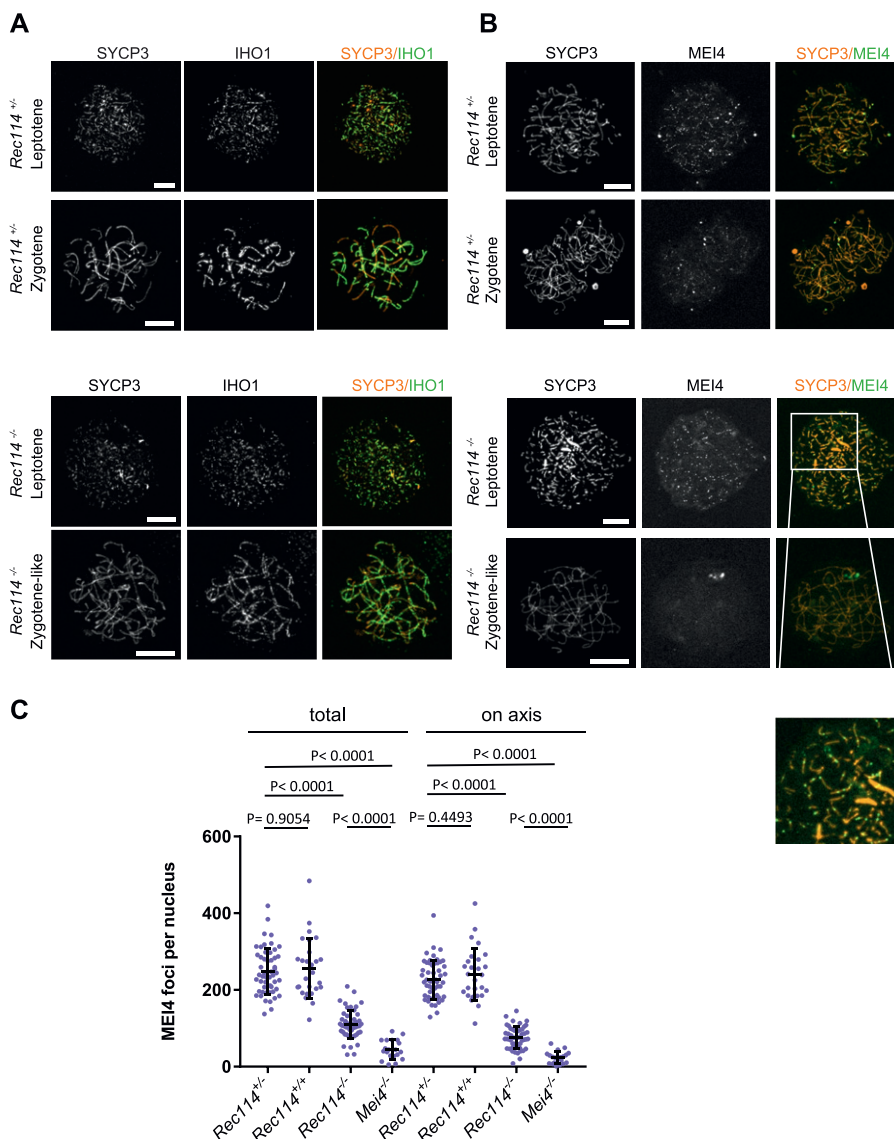 A
SYCP3 IHO1 SYCP3/IHO1
Rec114 +/-
Leptotene
Rec114 +/-
Zygotene
SYCP3 IHO1 SYCP3/IHO1
Rec114 -/-
Leptotene
Rec114 -/-
Zygotene-like
B
SYCP3 MEI4 SYCP3/MEI4
Rec114 +/-
Leptotene
Rec114 +/-
Zygotene
SYCP3 MEI4 SYCP3/MEI4
Rec114 -/-
Leptotene
Rec114 -/-
Zygotene-like
C
total on axis
P< 0.0001 P< 0.0001
P< 0.0001 P< 0.0001
P= 0.9054 P< 0.0001 P= 0.4493 P< 0.0001
MEI4 foci per nucleus
600
400
200
0
Rec114+/- Rec114+/+ Rec114-/- Mei4-/- Rec114+/- Rec114+/+ Rec114-/- Mei4-/-